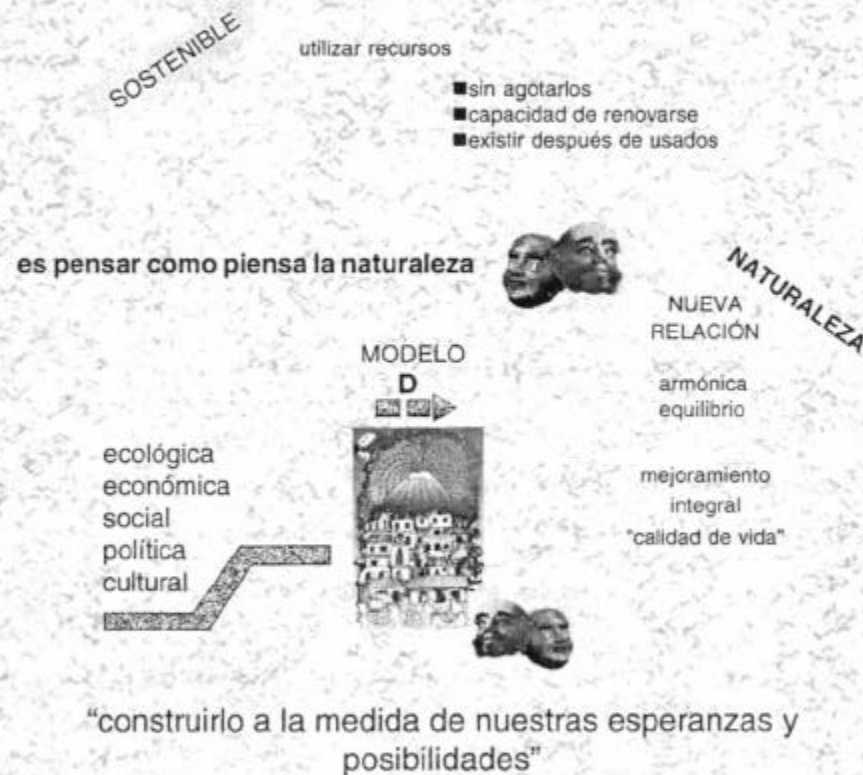 SOSTENIBLE
utilizar recursos
■sin agotarlos
■capacidad de renovarse
■existir después de usados
es pensar como piensa la naturaleza
NATURALEZA
NUEVA
RELACIÓN
armónica
equilibrio
MODELO
D
ecológica
económica
social
política
cultural
mejoramiento
integral
"calidad de vida"
“construirlo a la medida de nuestras esperanzas y
posibilidades”